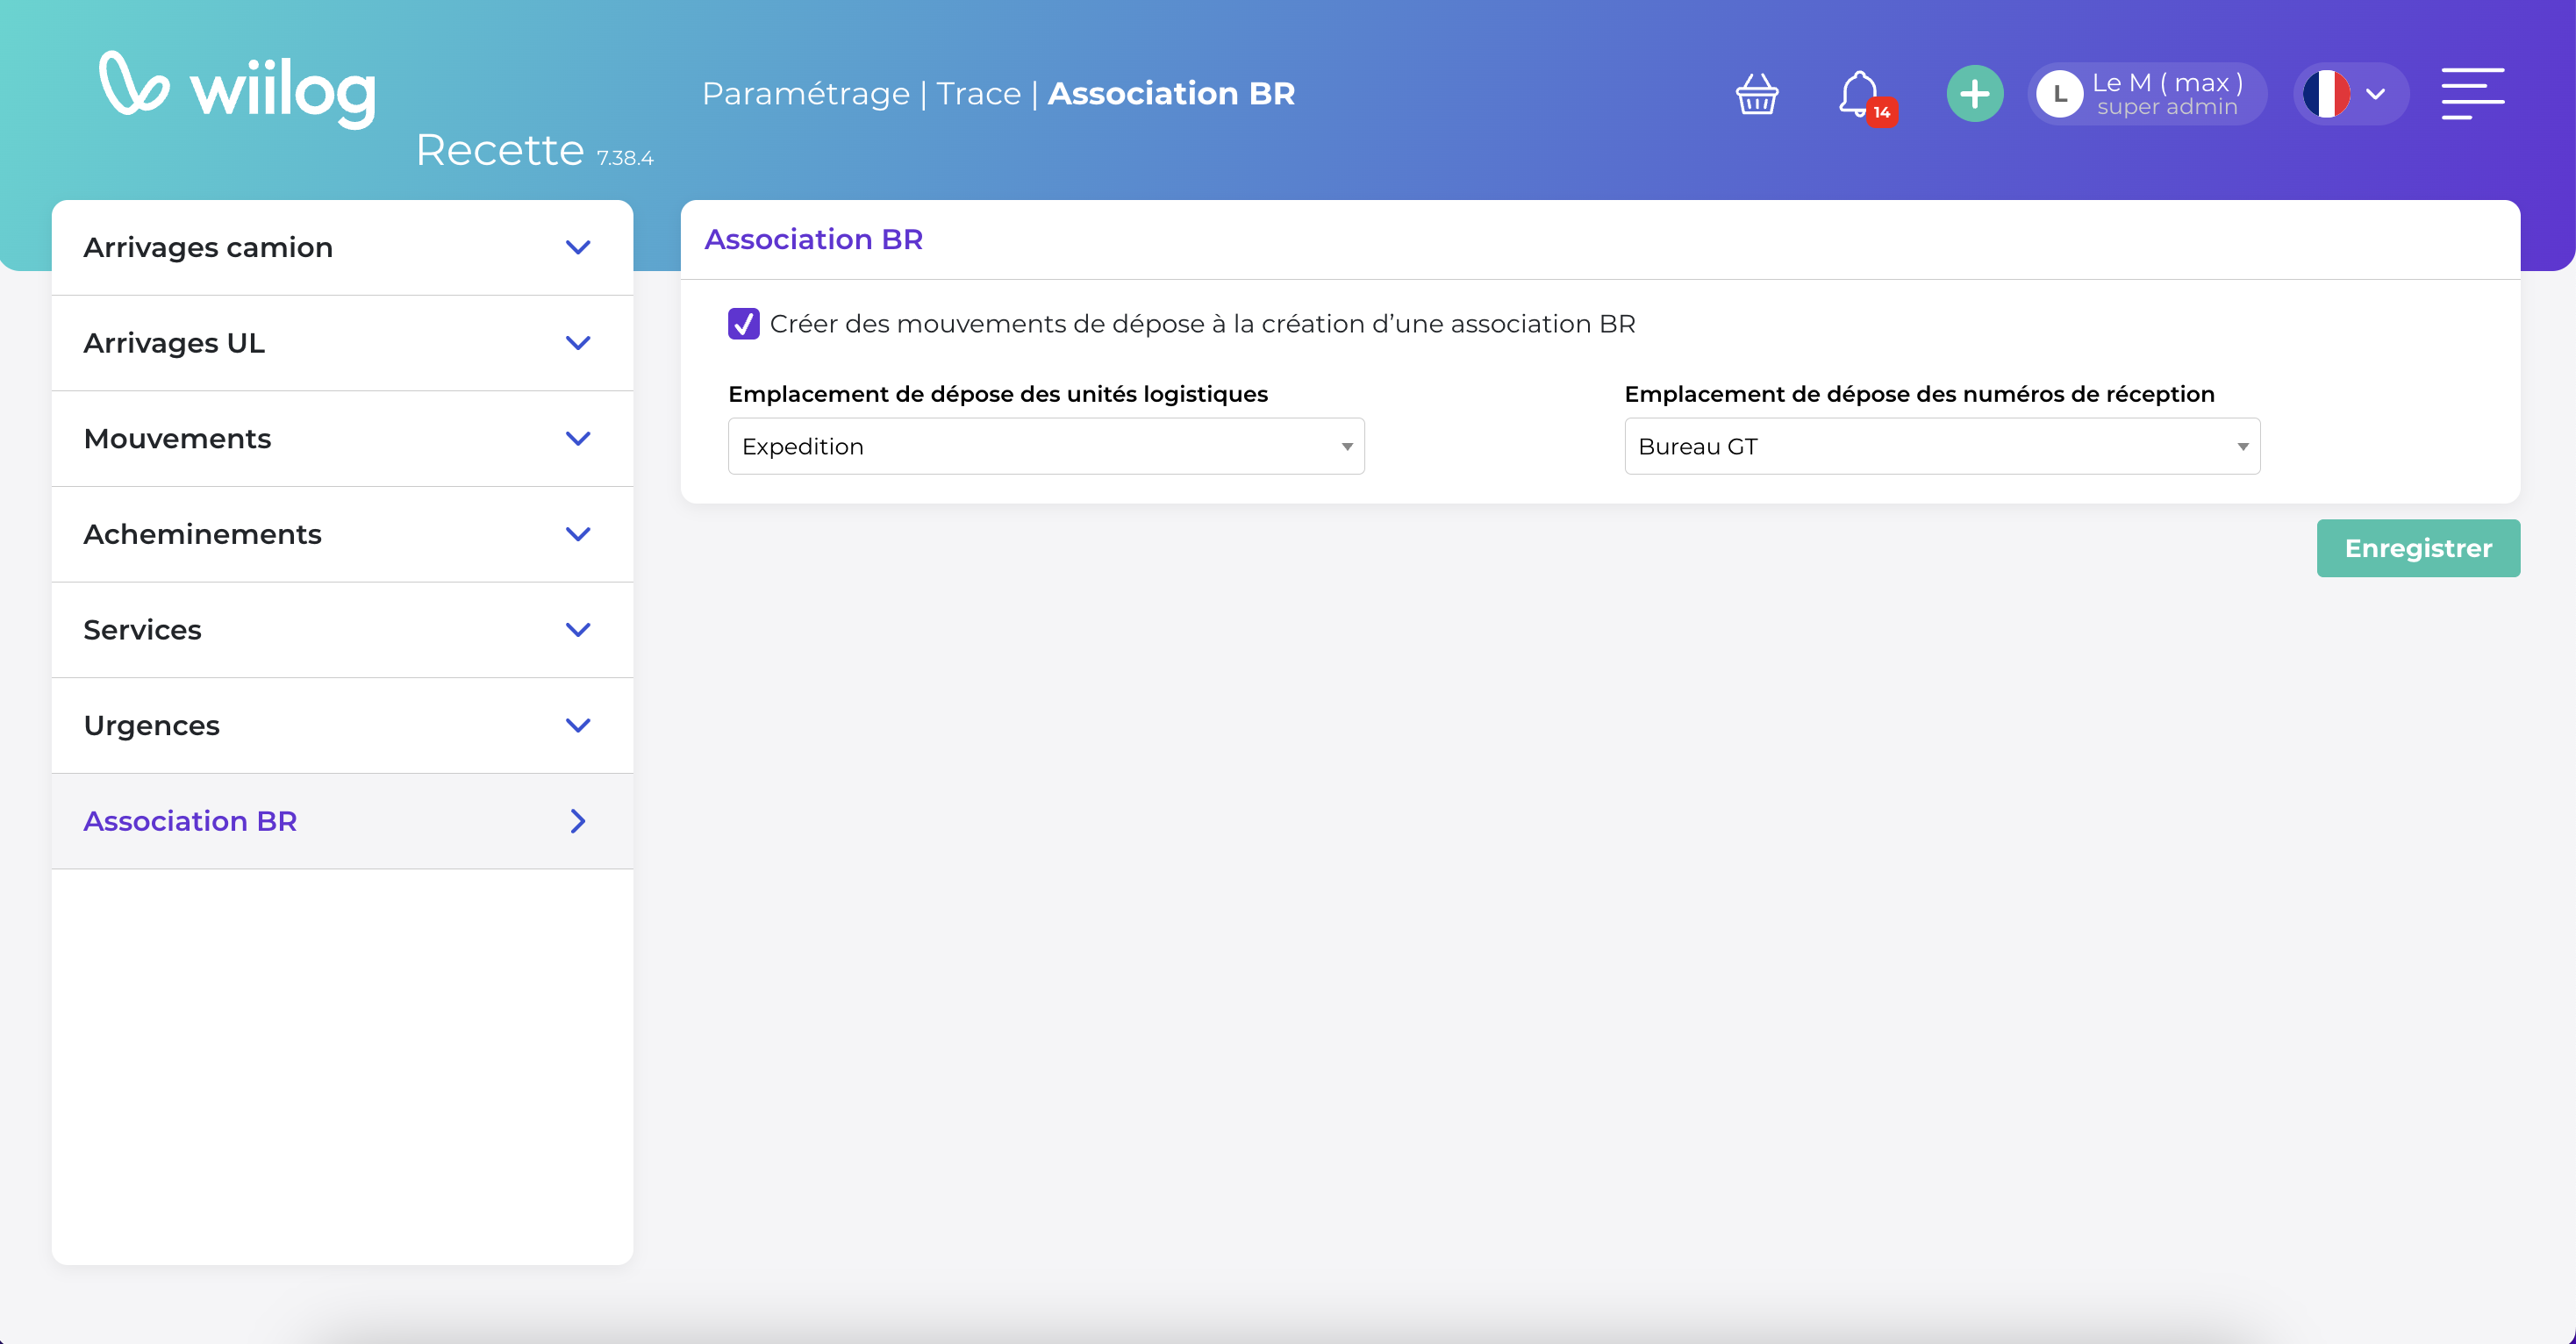 wiilog
Recette 7.38.4
Paramétrage | Trace | Association BR
14
L
Le M ( max )
super admin
Arrivages camion
Arrivages UL
Mouvements
Acheminements
Services
Urgences
Association BR
Association BR
Créer des mouvements de dépose à la création d’une association BR
Emplacement de dépose des unités logistiques
Expedition
Emplacement de dépose des numéros de réception
Bureau GT
Enregistrer